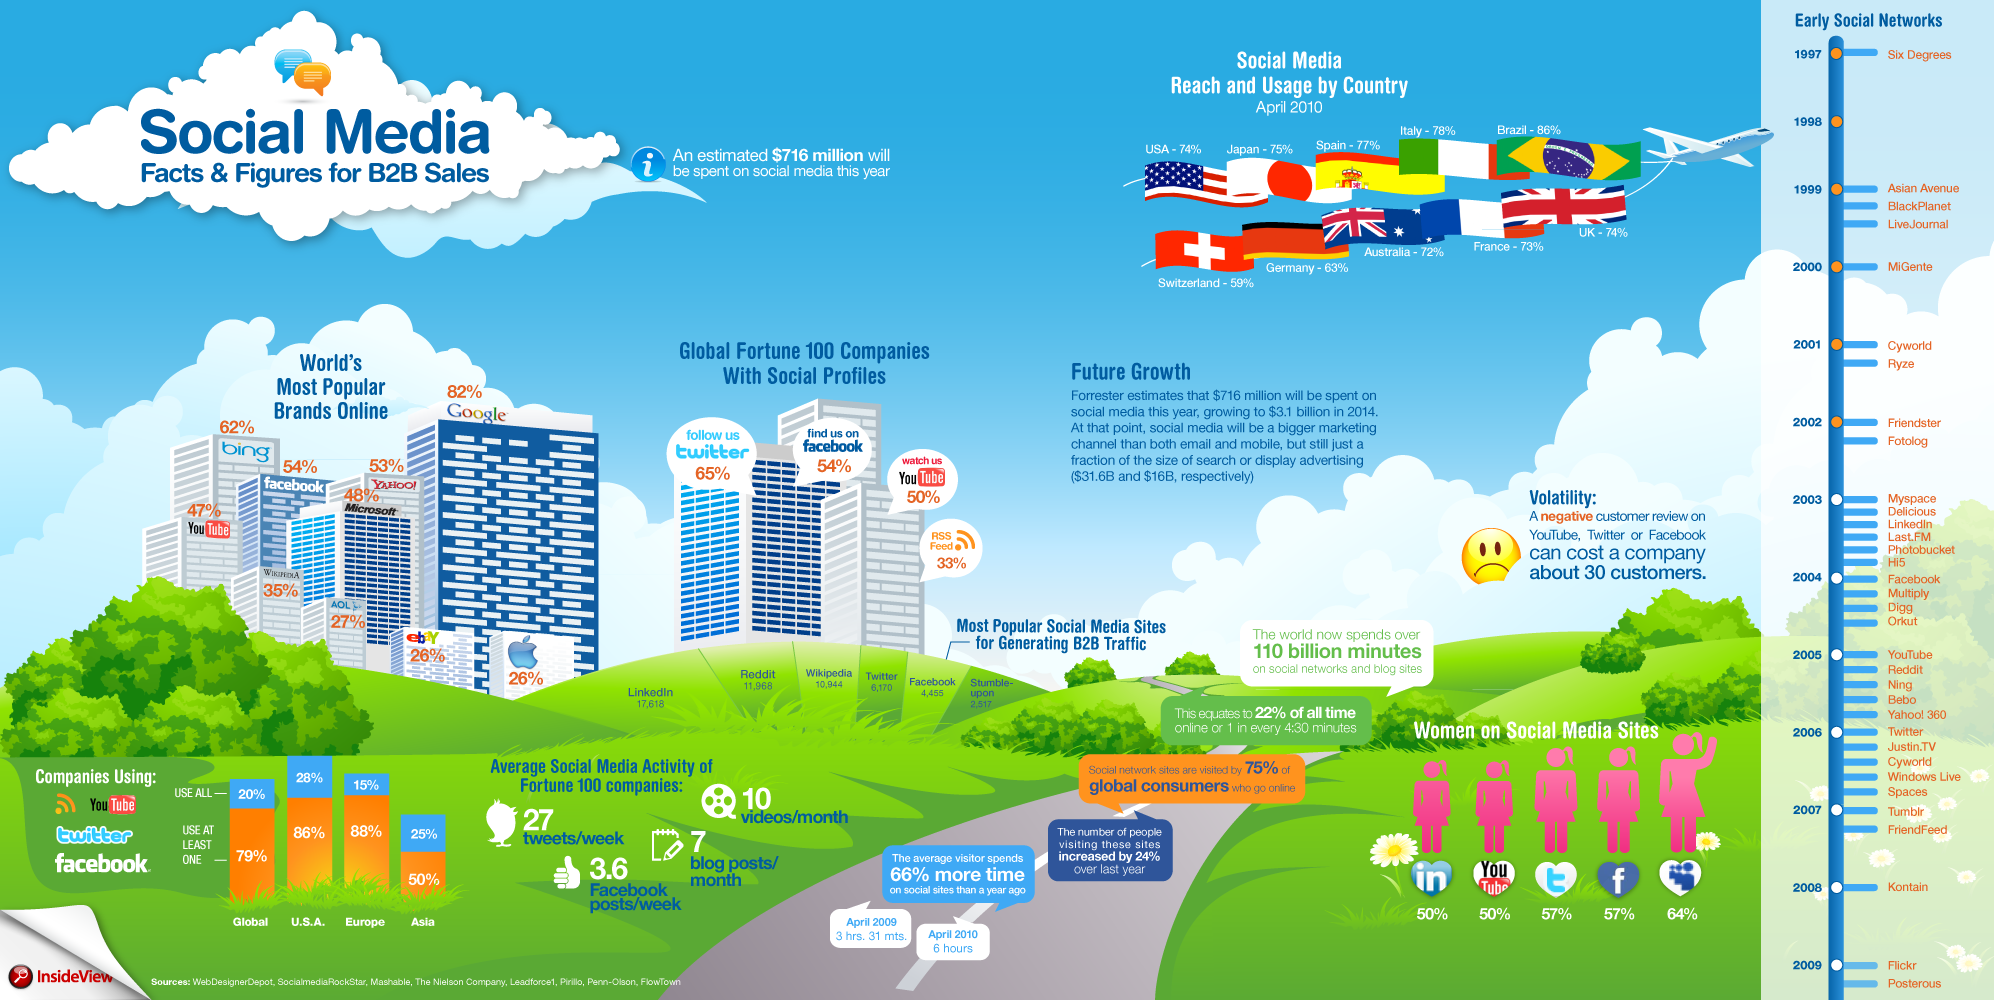 Social Media
Facts & Figures for B2B Sales
An estimated $716 million will
be spent on social media this year
Social Media
Reach and Usage by Country
April 2010
USA - 74%
Japan - 75%
Spain - 77%
Italy - 78%
Brazil - 86%
Switzerland - 59%
Germany - 63%
Australia - 72%
France - 73%
UK - 74%
World's
Most Popular
Brands Online
82%
Google
62%
bing
54%
facebook
53%
YAHOO!
48%
Microsoft
47%
YouTube
WIKIPEDIA
35%
AOL
27%
ebay
26%
26%
Global Fortune 100 Companies
With Social Profiles
follow us
twitter
65%
find us on
facebook
54%
watch us
YouTube
50%
RSS
Feed
33%
Future Growth
Forrester estimates that $716 million will be spent on
social media this year, growing to $3.1 billion in 2014.
At that point, social media will be a bigger marketing
channel than both email and mobile, but still just a
fraction of the size of search or display advertising
($31.6B and $16B, respectively)
Volatility:
A negative customer review on
YouTube, Twitter or Facebook
can cost a company
about 30 customers.
Most Popular Social Media Sites
for Generating B2B Traffic
LinkedIn
17,618
Reddit
11,968
Wikipedia
10,944
Twitter
6,170
Facebook
4,455
Stumble-
upon
2,517
The world now spends over
110 billion minutes
on social networks and blog sites
This equates to 22% of all time
online or 1 in every 4:30 minutes
Social network sites are visited by 75% of
global consumers who go online
The number of people
visiting these sites
increased by 24%
over last year
The average visitor spends
66% more time
on social sites than a year ago
April 2009
3 hrs. 31 mts.
April 2010
6 hours
Companies Using:
YouTube
twitter
facebook
USE ALL
USE AT
LEAST
ONE
20%
79%
Global
28%
86%
U.S.A.
15%
88%
Europe
25%
50%
Asia
Average Social Media Activity of
Fortune 100 companies:
27
tweets/week
10
videos/month
3.6
Facebook
posts/week
7
blog posts/
month
Women on Social Media Sites
in
You
Tube
t
f
50%
50%
57%
57%
64%
InsideView
Sources: WebDesignerDepot, SocialmediaRockStar, Mashable, The Nielson Company, Leadforce1, Pirillo, Penn-Olson, FlowTown
Early Social Networks
1997
Six Degrees
1998
1999
Asian Avenue
BlackPlanet
LiveJournal
2000
MiGente
2001
Cyworld
Ryze
2002
Friendster
Fotolog
2003
Myspace
Delicious
LinkedIn
Last.FM
Photobucket
Hi5
2004
Facebook
Multiply
Digg
Orkut
2005
YouTube
Reddit
Ning
Bebo
Yahoo! 360
2006
Twitter
Justin.TV
Cyworld
Windows Live
Spaces
2007
Tumblr
FriendFeed
2008
Kontain
2009
Flickr
Posterous